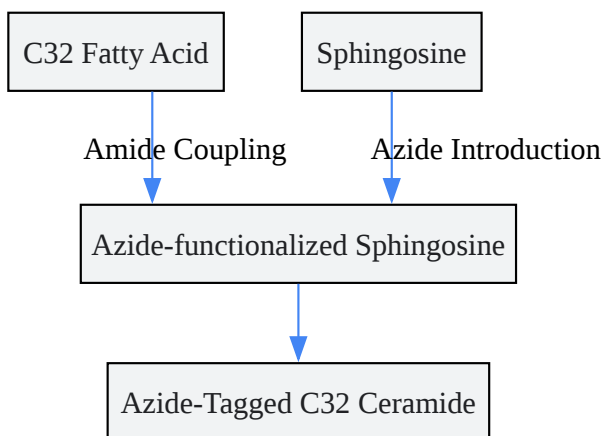 C32 Fatty Acid
Sphingosine
Amide Coupling
Azide Introduction
Azide-functionalized Sphingosine
Azide-Tagged C32 Ceramide